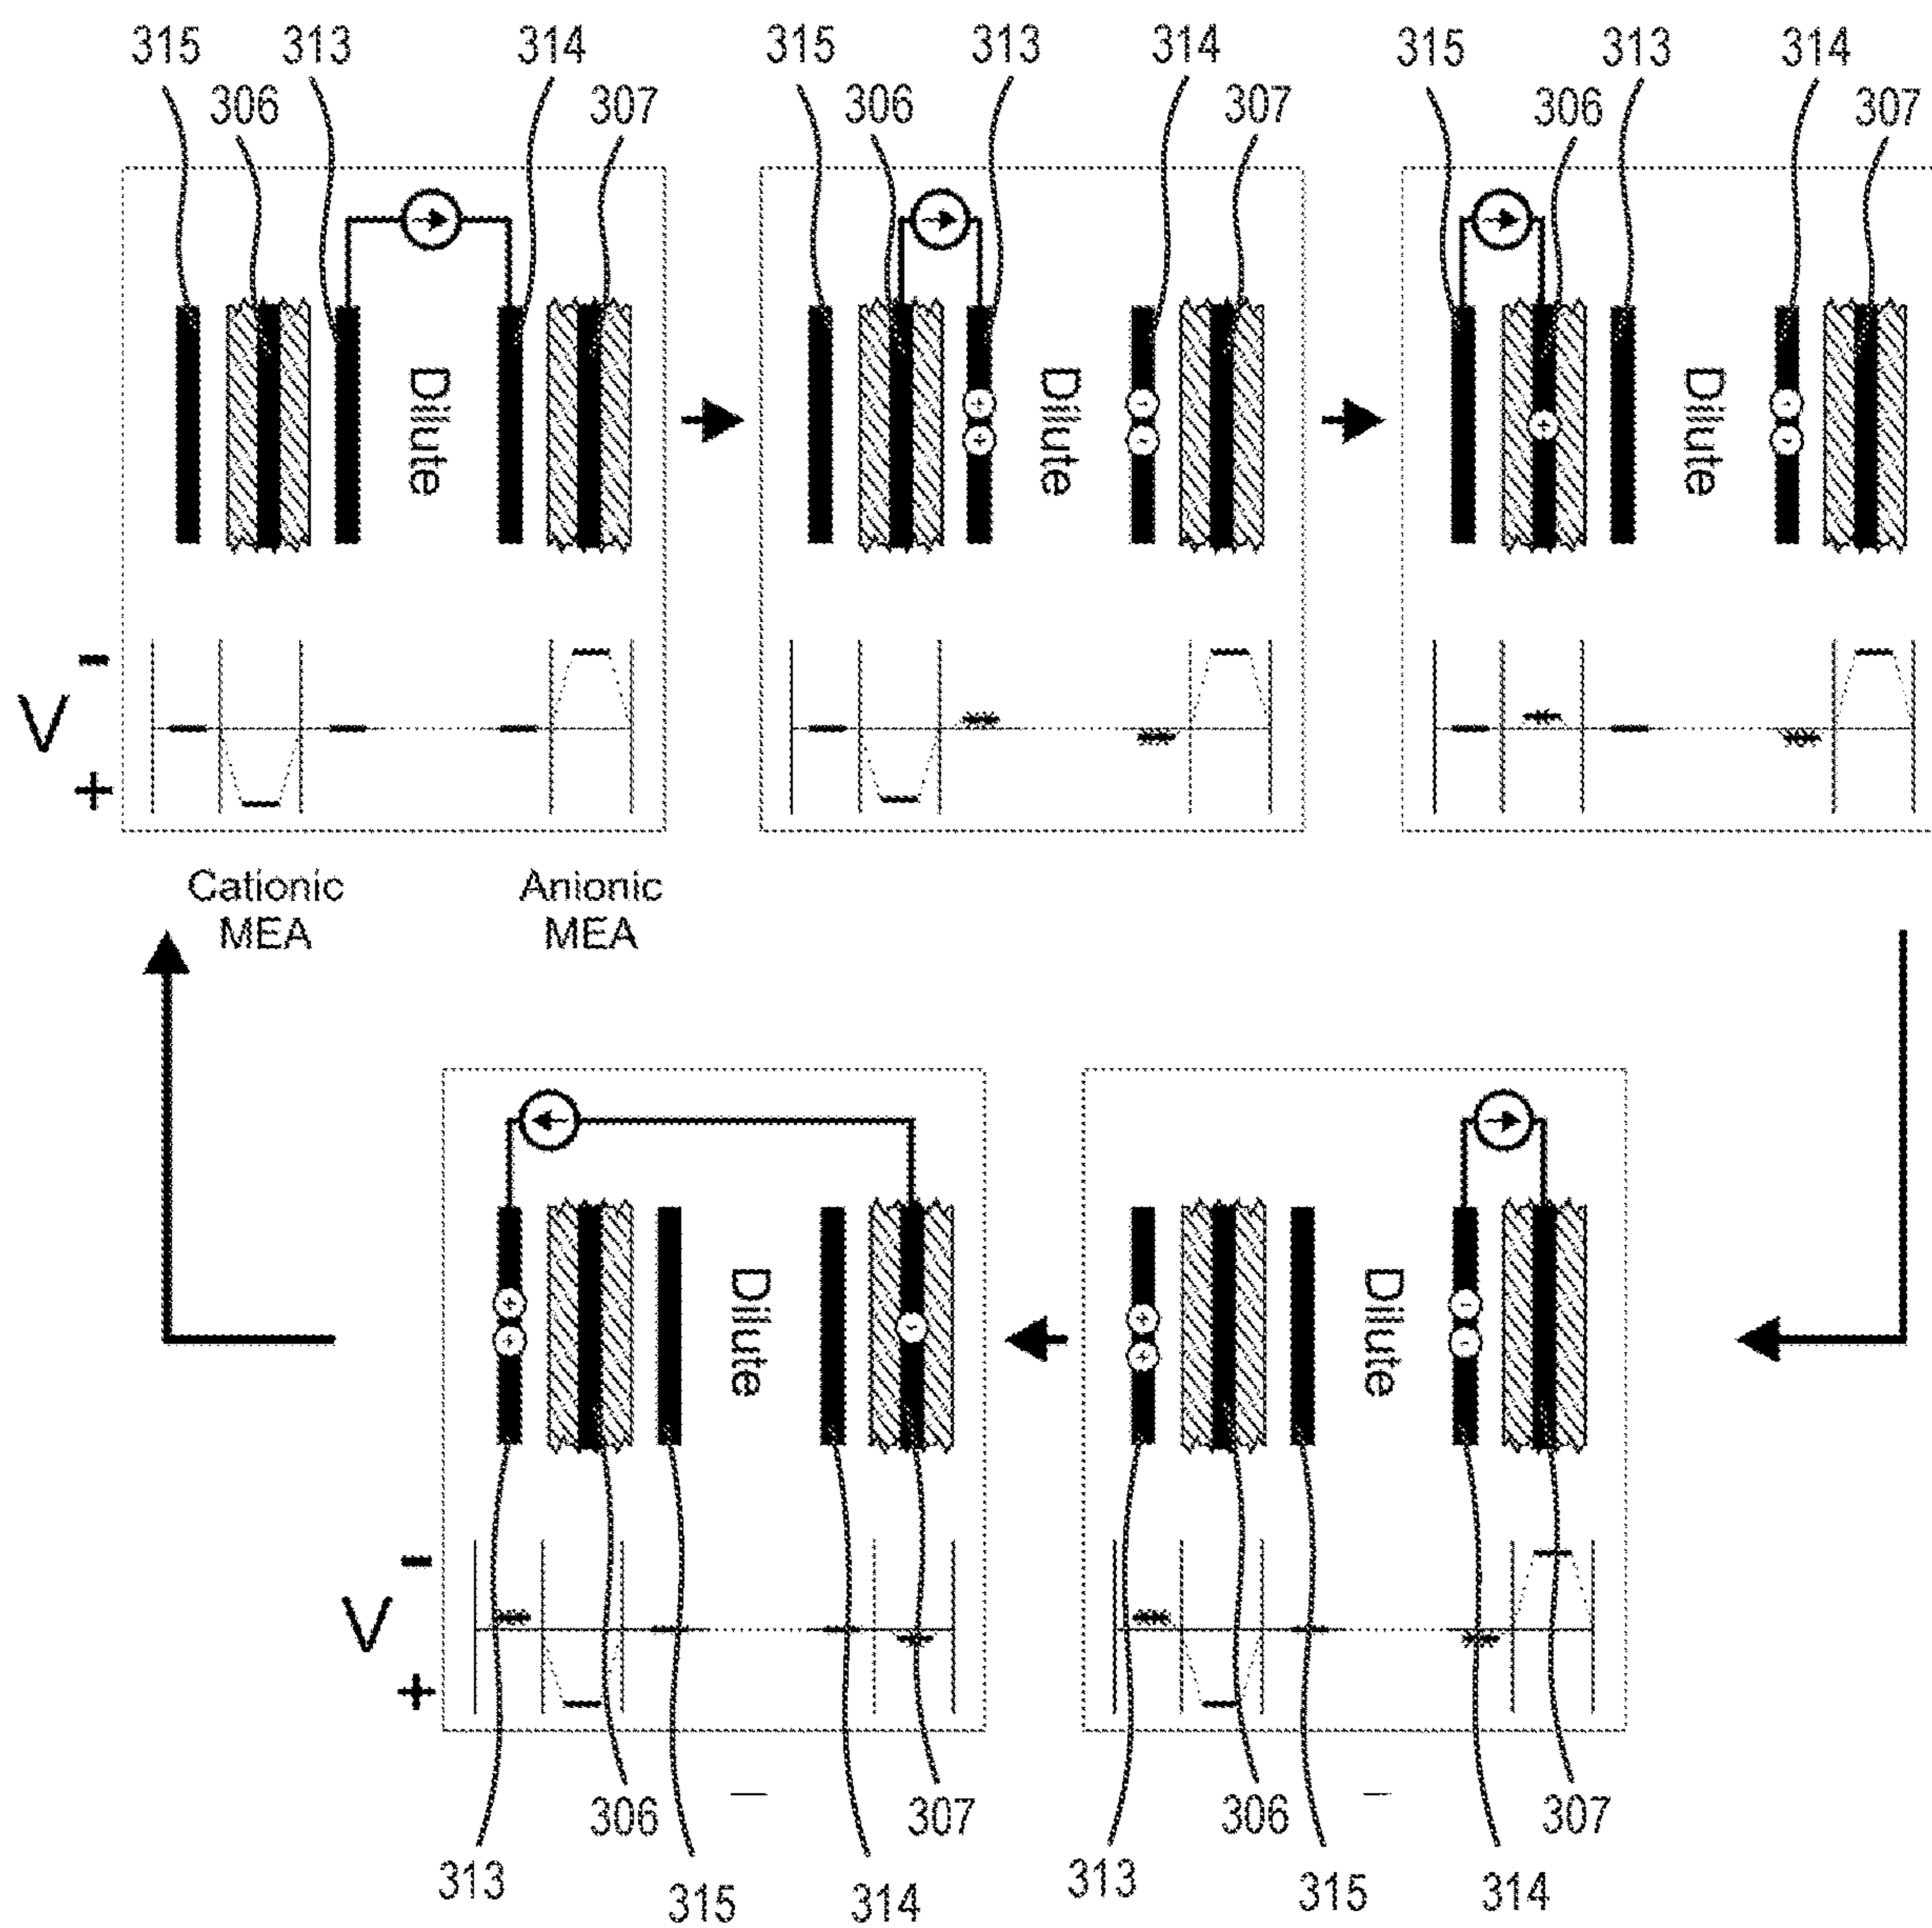 315 313 314 315 313 314 315 313 314
306 307 306 307 306 307
Dilute Dilute Dilute
-
V
+
Cationic
MEA
Anionic
MEA
Dilute Dilute
-
V
+
306 307 306 307
313 315 314 313 315 314